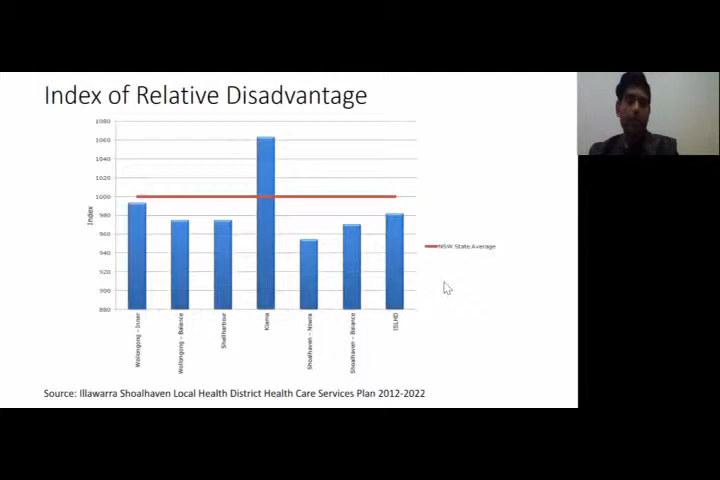 Index of Relative Disadvantage
1080
1060
1040
1020
1000
980
960
940
920
900
880
Index
Wollongong - Inner
Wollongong - Balance
Shellharbour
Kiama
Shoalhaven - Nowra
Shoalhaven - Balance
ISLHD
NSW State Average
Source: Illawarra Shoalhaven Local Health District Health Care Services Plan 2012-2022